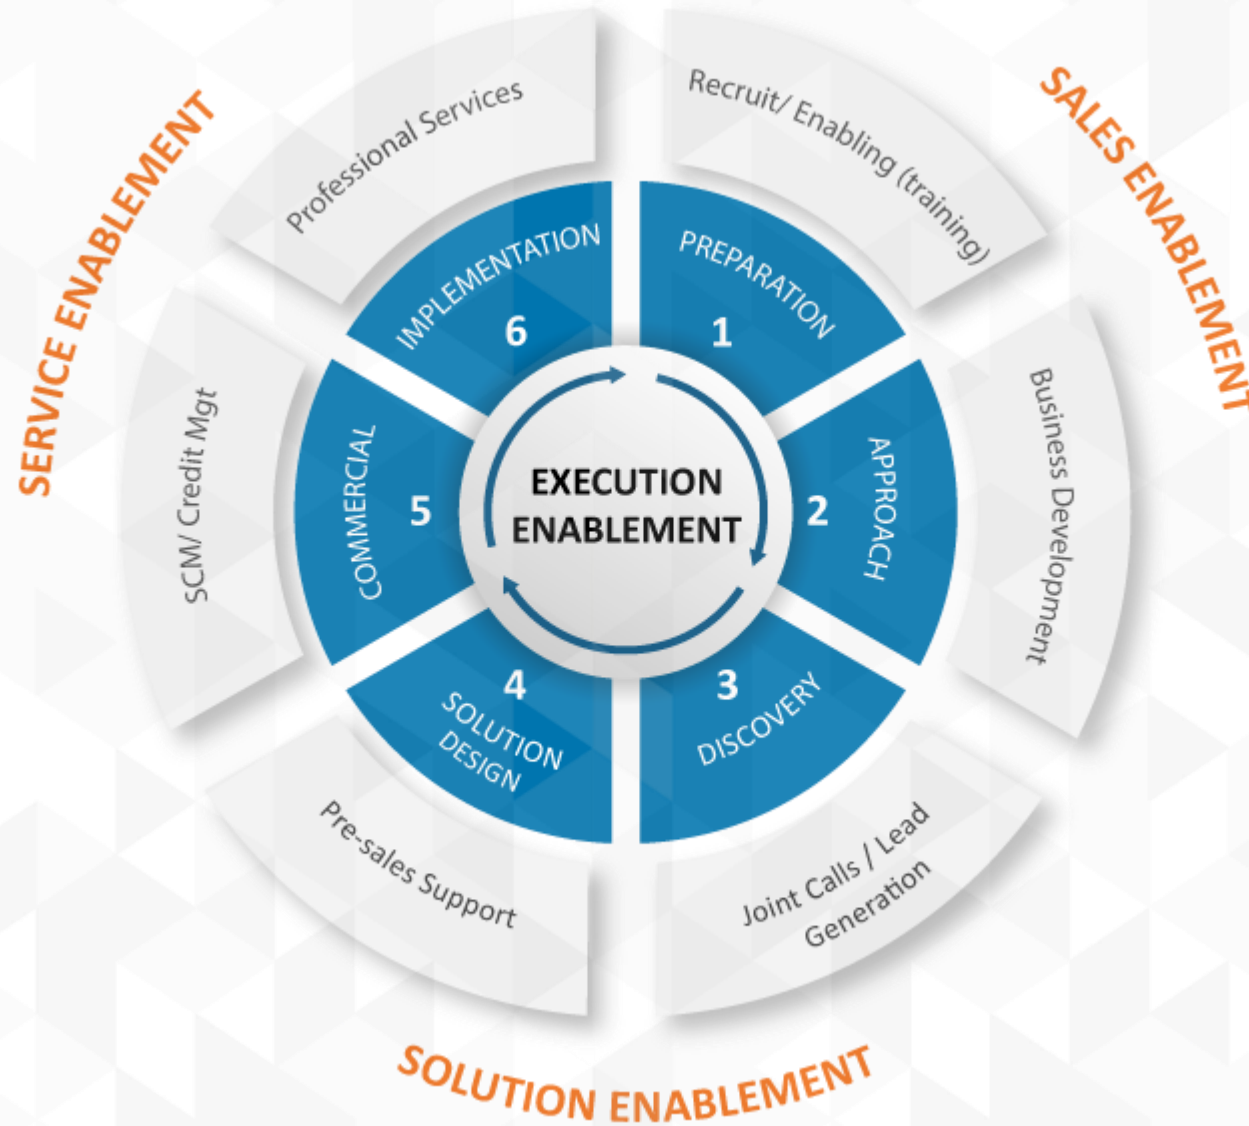 SALES ENABLEMENT
Recruit/ Enabling (training)
PREPARATION
1
Business Development
APPROACH
2
Joint Calls / Lead
Generation
DISCOVERY
3
SOLUTION ENABLEMENT
Pre-sales Support
4
SOLUTION
DESIGN
SERVICE ENABLEMENT
SCM/ Credit Mgt
COMMERCIAL
5
Professional Services
IMPLEMENTATION
6
EXECUTION
ENABLEMENT